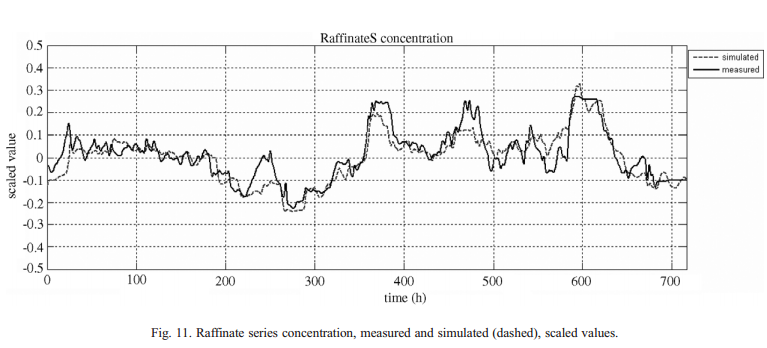 RaffinateS concentration
0.5
0.4
0.3
0.2
0.1
0
-0.1
-0.2
-0.3
-0.4
-0.5
scaled value
0 100 200 300 400 500 600 700
time (h)
simulated
measured
Fig. 11. Raffinate series concentration, measured and simulated (dashed), scaled values.